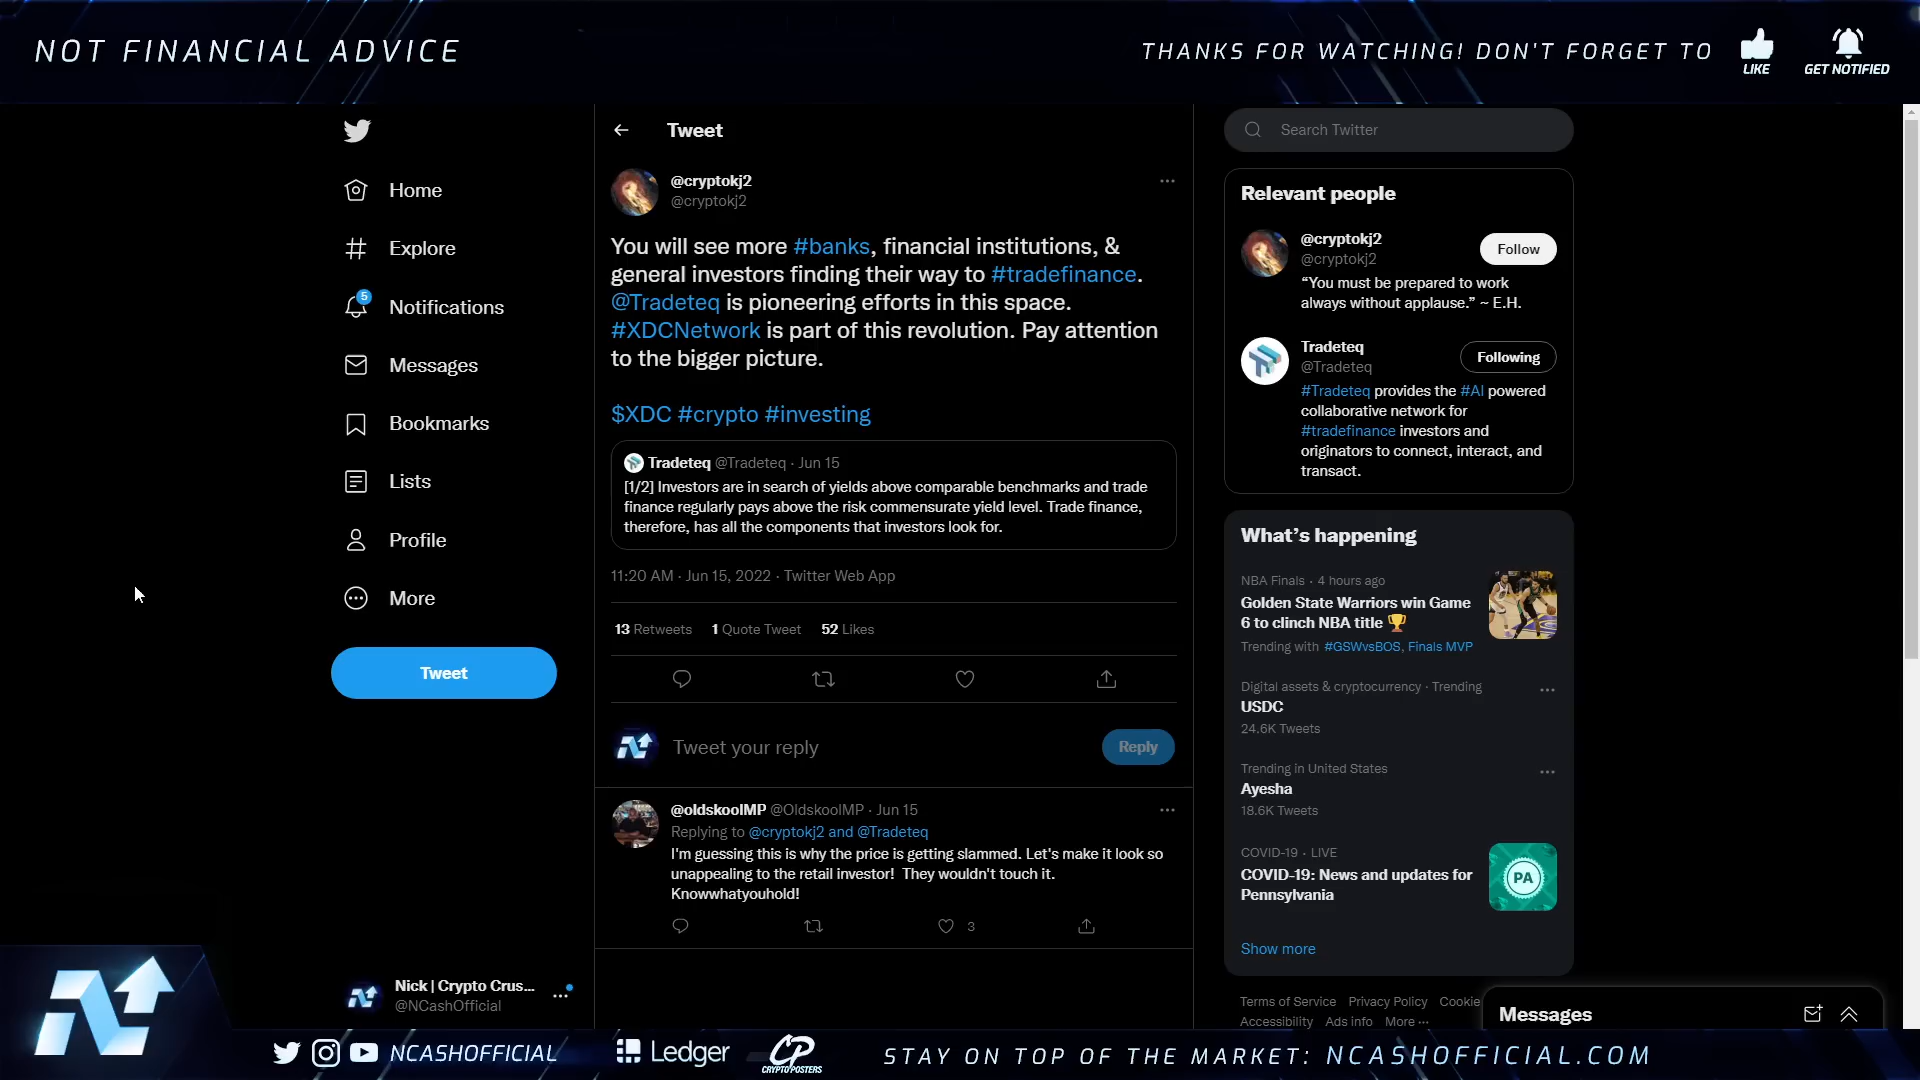 NOT FINANCIAL ADVICE
THANKS FOR WATCHING! DON'T FORGET TO
LIKE
GET NOTIFIED
Home
Explore
5
Notifications
Messages
Bookmarks
Lists
Profile
More
Tweet
Nick | Crypto Crus...
@NCashOfficial
Tweet
@cryptokj2
@cryptokj2
You will see more #banks, financial institutions, &
general investors finding their way to #tradefinance.
@Tradeteq is pioneering efforts in this space.
#XDCNetwork is part of this revolution. Pay attention
to the bigger picture.
$XDC #crypto #investing
Tradeteq @Tradeteq · Jun 15
[1/2] Investors are in search of yields above comparable benchmarks and trade
finance regularly pays above the risk commensurate yield level. Trade finance,
therefore, has all the components that investors look for.
11:20 AM · Jun 15, 2022 · Twitter Web App
13 Retweets 1 Quote Tweet 52 Likes
Tweet your reply
Reply
@oldskoolMP @OldskoolMP · Jun 15
Replying to @cryptokj2 and @Tradeteq
I'm guessing this is why the price is getting slammed. Let's make it look so
unappealing to the retail investor! They wouldn't touch it.
Knowwhatyouhold!
3
Search Twitter
Relevant people
@cryptokj2
@cryptokj2
Follow
“You must be prepared to work
always without applause.” ~ E.H.
Tradeteq
@Tradeteq
Following
#Tradeteq provides the #AI powered
collaborative network for
#tradefinance investors and
originators to connect, interact, and
transact.
What's happening
NBA Finals · 4 hours ago
Golden State Warriors win Game
6 to clinch NBA title 🏆
Trending with #GSWvsBOS, Finals MVP
Digital assets & cryptocurrency · Trending
USDC
24.6K Tweets
Trending in United States
Ayesha
18.6K Tweets
COVID-19 · LIVE
COVID-19: News and updates for
Pennsylvania
PA
Show more
Terms of Service Privacy Policy Cookie
Accessibility Ads info More ···
Messages
NCASHOFFICIAL
Ledger
CP
CRYPTO POSTERS
STAY ON TOP OF THE MARKET: NCASHOFFICIAL.COM